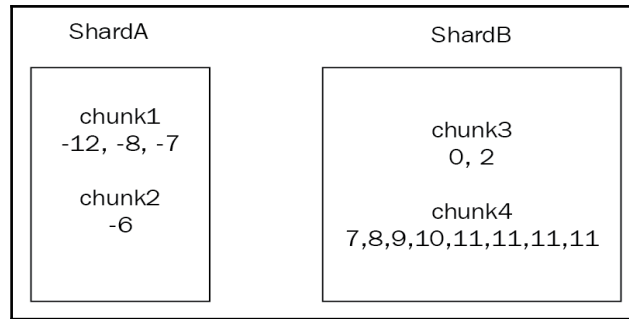 ShardA
chunk1
-12, -8, -7
chunk2
-6
ShardB
chunk3
0, 2
chunk4
7,8,9,10,11,11,11,11